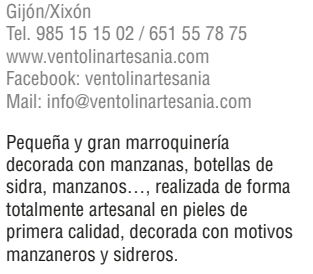 Gijón/Xixón
Tel. 985 15 15 02 / 651 55 78 75
www.ventolinartesania.com
Facebook: ventolinartesania
Mail: info@ventolinartesania.com
Pequeña y gran marroquinería
decorada con manzanas, botellas de
sidra, manzanos…, realizada de forma
totalmente artesanal en pieles de
primera calidad, decorada con motivos
manzaneros y sidreros.